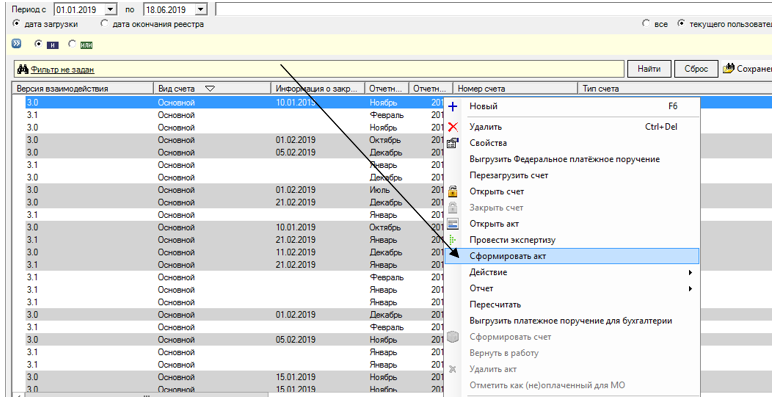 Период с 01.01.2019 по 18.06.2019
дата загрузки дата окончания реестра все текущего пользовате
И ИЛИ
Фильтр не задан Найти Сброс Сохране
Версия взаимодействия Вид счета Информация о закр... Отчетн... Отчетн... Номер счета Тип счета
3.0 Основной 10.01.2019 Ноябрь 201
3.1 Основной Февраль 201
3.0 Основной Ноябрь 201
3.0 Основной 01.02.2019 Октябрь 201
3.0 Основной 05.02.2019 Декабрь 201
3.1 Основной Январь 201
3.0 Основной Декабрь 201
3.0 Основной 01.02.2019 Июль 201
3.0 Основной 21.02.2019 Декабрь 201
3.1 Основной Январь 201
3.0 Основной 10.01.2019 Октябрь 201
3.1 Основной 21.02.2019 Январь 201
3.0 Основной 11.02.2019 Декабрь 201
3.1 Основной 21.02.2019 Январь 201
3.1 Основной Февраль 201
3.1 Основной Январь 201
3.1 Основной Январь 201
3.0 Основной 01.02.2019 Декабрь 201
3.1 Основной Февраль 201
3.0 Основной 05.02.2019 Ноябрь 201
3.1 Основной Январь 201
3.1 Основной Январь 201
3.0 Основной 15.01.2019 Ноябрь 201
3.0 Основной 15.01.2019 Ноябрь 201
Новый F6
Удалить Ctrl+Del
Свойства
Выгрузить Федеральное платёжное поручение
Перезагрузить счет
Открыть счет
Закрыть счет
Открыть акт
Провести экспертизу
Сформировать акт
Действие
Отчет
Пересчитать
Выгрузить платежное поручение для бухгалтерии
Сформировать счет
Вернуть в работу
Удалить акт
Отметить как (не)оплаченный для МО